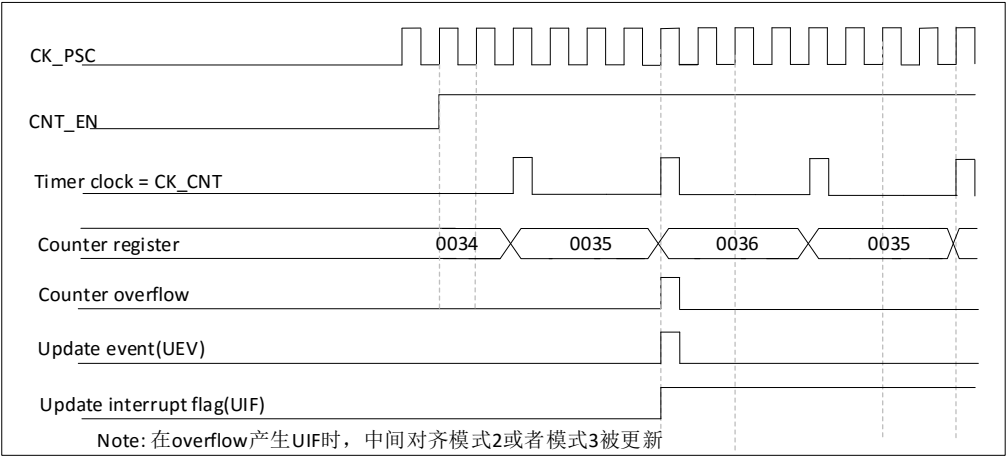 CK_PSC
CNT_EN
Timer clock = CK_CNT
Counter register 0034 0035 0036 0035
Counter overflow
Update event(UEV)
Update interrupt flag(UIF)
Note: 在overflow产生UIF时，中间对齐模式2或者模式3被更新